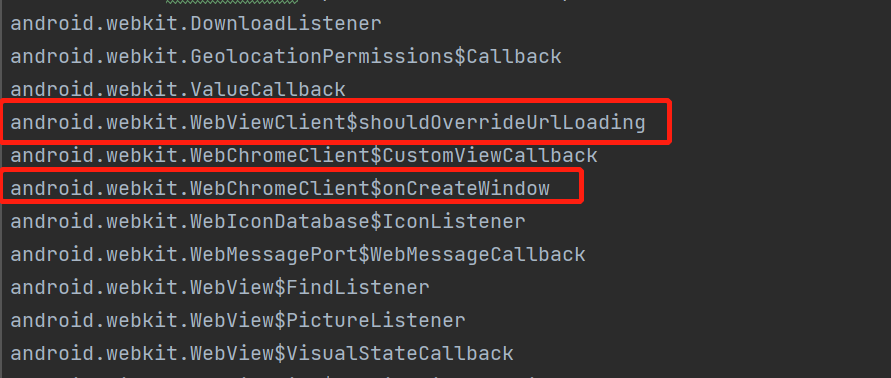 android.webkit.DownloadListener
android.webkit.GeolocationPermissions$Callback
android.webkit.ValueCallback
android.webkit.WebViewClient$shouldOverrideUrlLoading
android.webkit.WebChromeClient$CustomViewCallback
android.webkit.WebChromeClient$onCreateWindow
android.webkit.WebIconDatabase$IconListener
android.webkit.WebMessagePort$WebMessageCallback
android.webkit.WebView$FindListener
android.webkit.WebView$PictureListener
android.webkit.WebView$VisualStateCallback